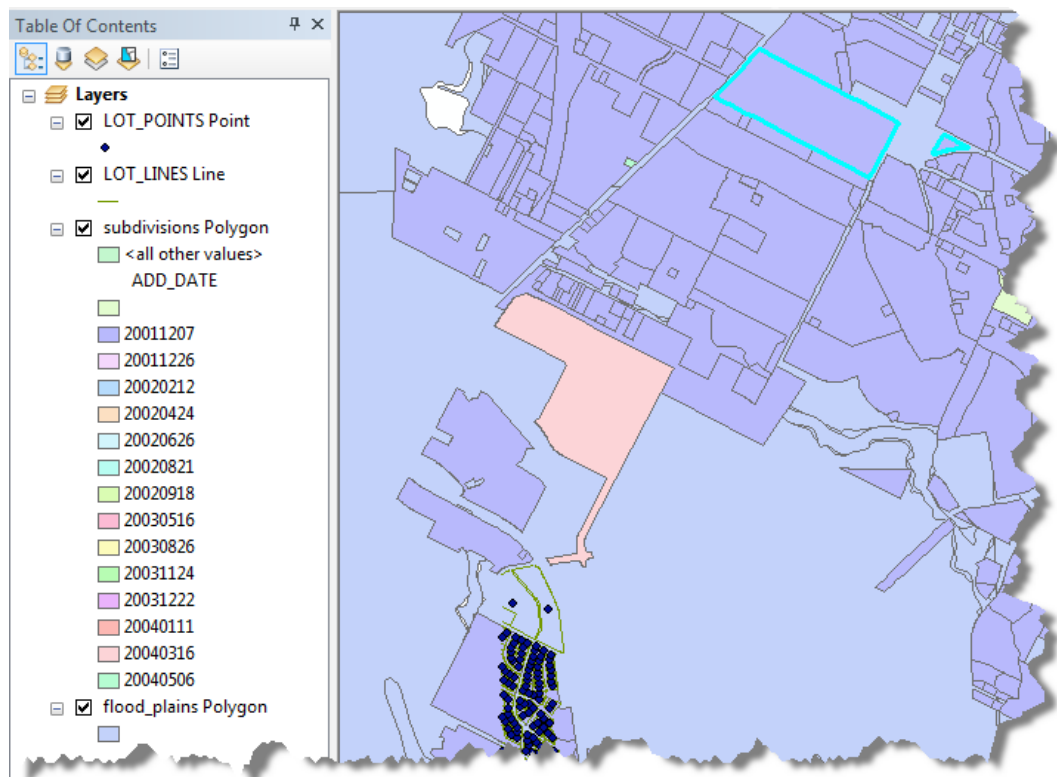 Table Of Contents
Layers
LOT_POINTS Point
LOT_LINES Line
subdivisions Polygon
<all other values>
ADD_DATE
20011207
20011226
20020212
20020424
20020626
20020821
20020918
20030516
20030826
20031124
20031222
20040111
20040316
20040506
flood_plains Polygon